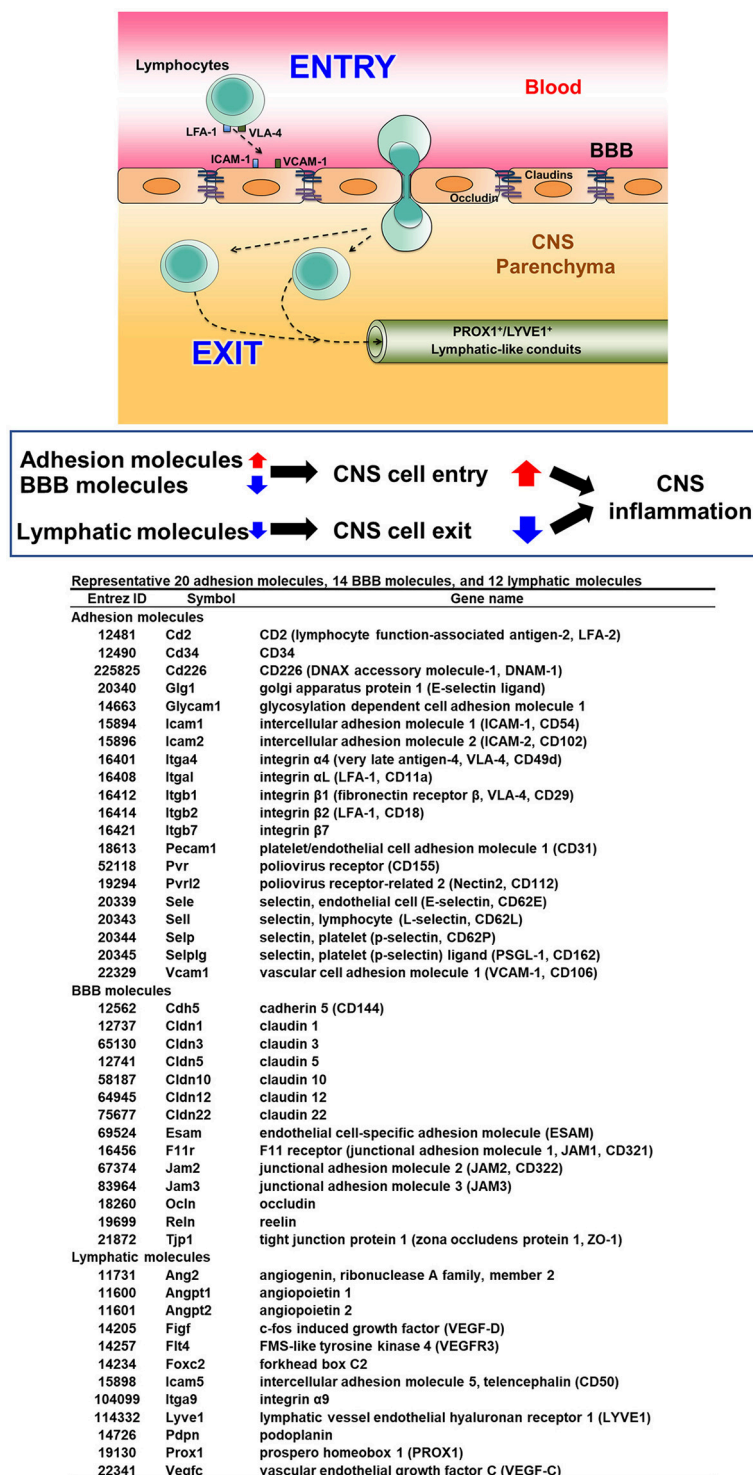 ENTRY
Lymphocytes
Blood
LFA-1 VLA-4
ICAM-1 VCAM-1
BBB
Claudins
Occludin
CNS
Parenchyma
EXIT
PROX1⁺/LYVE1⁺
Lymphatic-like conduits
Adhesion molecules
BBB molecules
CNS cell entry
Lymphatic molecules
CNS cell exit
CNS
inflammation
Representative 20 adhesion molecules, 14 BBB molecules, and 12 lymphatic molecules
Entrez ID Symbol Gene name
Adhesion molecules
12481 Cd2 CD2 (lymphocyte function-associated antigen-2, LFA-2)
12490 Cd34 CD34
225825 Cd226 CD226 (DNAX accessory molecule-1, DNAM-1)
20340 Glg1 golgi apparatus protein 1 (E-selectin ligand)
14663 Glycam1 glycosylation dependent cell adhesion molecule 1
15894 Icam1 intercellular adhesion molecule 1 (ICAM-1, CD54)
15896 Icam2 intercellular adhesion molecule 2 (ICAM-2, CD102)
16401 Itga4 integrin α4 (very late antigen-4, VLA-4, CD49d)
16408 Itgal integrin αL (LFA-1, CD11a)
16412 Itgb1 integrin β1 (fibronectin receptor β, VLA-4, CD29)
16414 Itgb2 integrin β2 (LFA-1, CD18)
16421 Itgb7 integrin β7
18613 Pecam1 platelet/endothelial cell adhesion molecule 1 (CD31)
52118 Pvr poliovirus receptor (CD155)
19294 Pvrl2 poliovirus receptor-related 2 (Nectin2, CD112)
20339 Sele selectin, endothelial cell (E-selectin, CD62E)
20343 Sell selectin, lymphocyte (L-selectin, CD62L)
20344 Selp selectin, platelet (p-selectin, CD62P)
20345 Selplg selectin, platelet (p-selectin) ligand (PSGL-1, CD162)
22329 Vcam1 vascular cell adhesion molecule 1 (VCAM-1, CD106)
BBB molecules
12562 Cdh5 cadherin 5 (CD144)
12737 Cldn1 claudin 1
65130 Cldn3 claudin 3
12741 Cldn5 claudin 5
58187 Cldn10 claudin 10
64945 Cldn12 claudin 12
75677 Cldn22 claudin 22
69524 Esam endothelial cell-specific adhesion molecule (ESAM)
16456 F11r F11 receptor (junctional adhesion molecule 1, JAM1, CD321)
67374 Jam2 junctional adhesion molecule 2 (JAM2, CD322)
83964 Jam3 junctional adhesion molecule 3 (JAM3)
18260 Ocln occludin
19699 Reln reelin
21872 Tjp1 tight junction protein 1 (zona occludens protein 1, ZO-1)
Lymphatic molecules
11731 Ang2 angiogenin, ribonuclease A family, member 2
11600 Angpt1 angiopoietin 1
11601 Angpt2 angiopoietin 2
14205 Figf c-fos induced growth factor (VEGF-D)
14257 Flt4 FMS-like tyrosine kinase 4 (VEGFR3)
14234 Foxc2 forkhead box C2
15898 Icam5 intercellular adhesion molecule 5, telencephalin (CD50)
104099 Itga9 integrin α9
114332 Lyve1 lymphatic vessel endothelial hyaluronan receptor 1 (LYVE1)
14726 Pdpn podoplanin
19130 Prox1 prospero homeobox 1 (PROX1)
22341 Vegfc vascular endothelial growth factor C (VEGF-C)